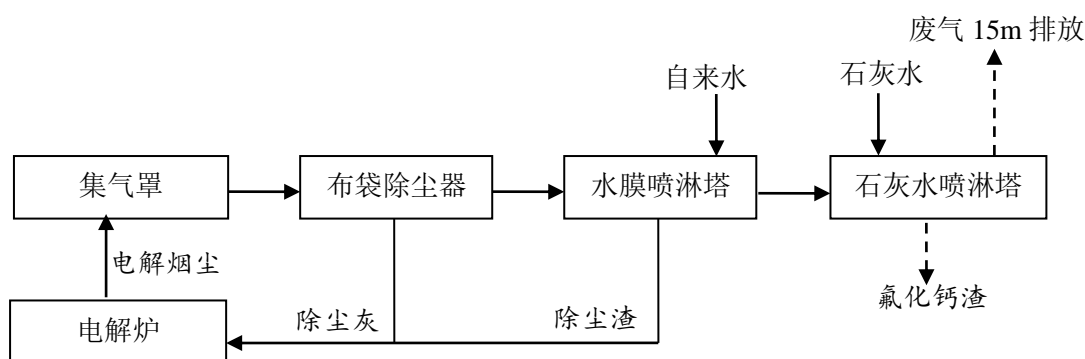 废气 15m 排放
自来水
石灰水
集气罩
布袋除尘器
水膜喷淋塔
石灰水喷淋塔
电解烟尘
氟化钙渣
电解炉
除尘灰
除尘渣